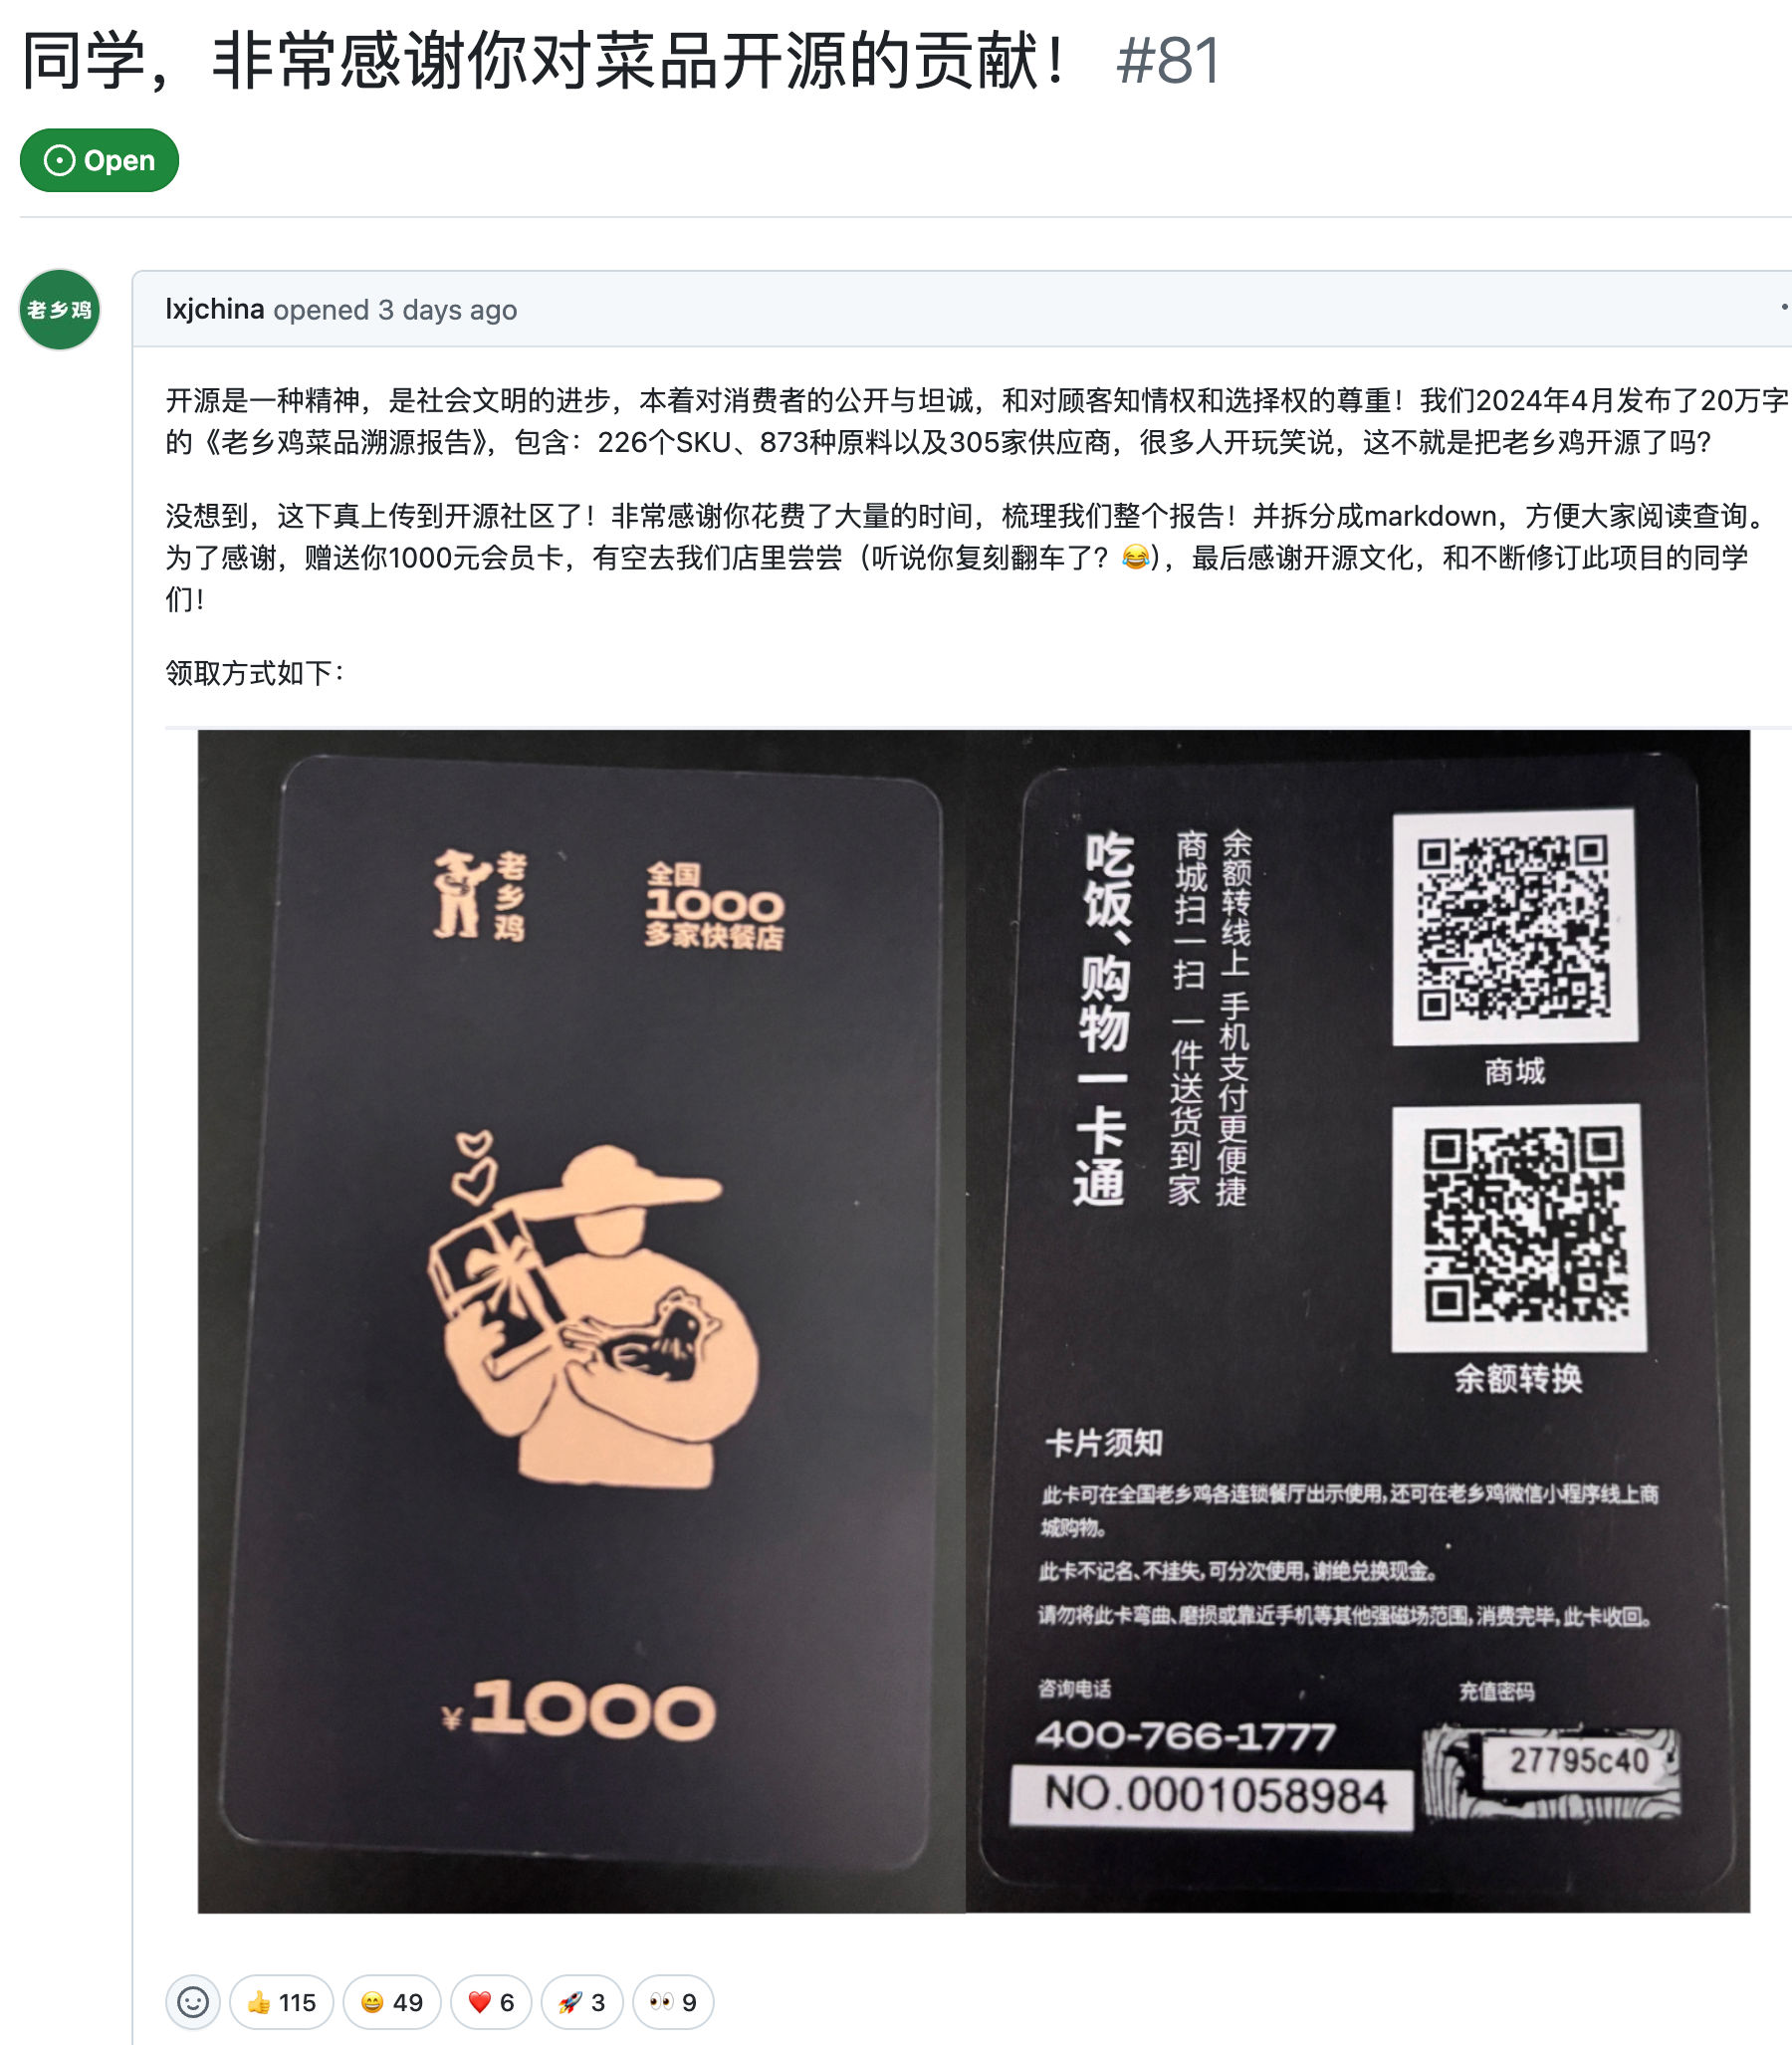 同学，非常感谢你对菜品开源的贡献！ #81
Open
老乡鸡
lxjchina opened 3 days ago
开源是一种精神，是社会文明的进步，本着对消费者的公开与坦诚，和对顾客知情权和选择权的尊重！我们2024年4月发布了20万字
的《老乡鸡菜品溯源报告》，包含：226个SKU、873种原料以及305家供应商，很多人开玩笑说，这不就是把老乡鸡开源了吗？
没想到，这下真上传到开源社区了！非常感谢你花费了大量的时间，梳理我们整个报告！并拆分成markdown，方便大家阅读查询。
为了感谢，赠送你1000元会员卡，有空去我们店里尝尝（听说你复刻翻车了？😂），最后感谢开源文化，和不断修订此项目的同学
们！
领取方式如下：
老乡鸡
全国
1000
多家快餐店
¥1000
吃饭、购物一卡通
商城扫一扫 一件送货到家
余额转线上 手机支付更便捷
商城
余额转换
卡片须知
此卡可在全国老乡鸡各连锁餐厅出示使用,还可在老乡鸡微信小程序线上商
城购物。
此卡不记名、不挂失,可分次使用,谢绝兑换现金。
请勿将此卡弯曲、磨损或靠近手机等其他强磁场范围,消费完毕,此卡收回。
咨询电话
400-766-1777
充值密码
27795c40
NO.0001058984
👍 115 😄 49 ❤️ 6 🚀 3 👀 9